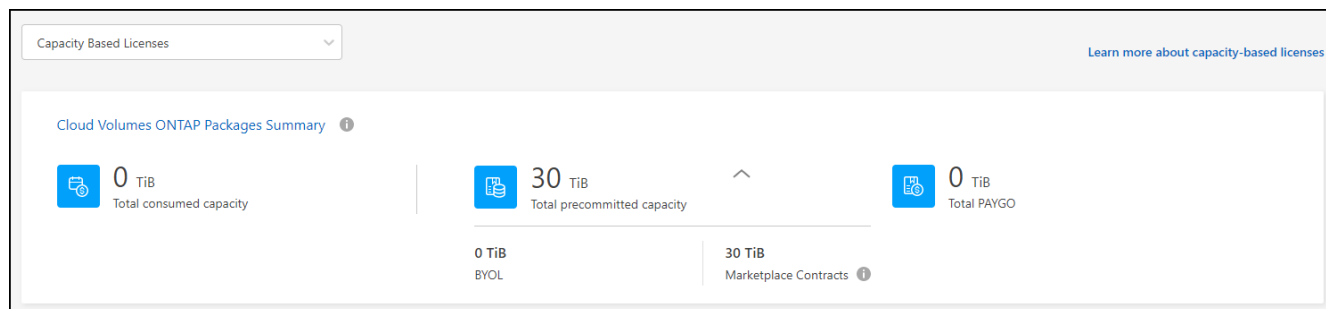 Capacity Based Licenses
Learn more about capacity-based licenses
Cloud Volumes ONTAP Packages Summary
0 TiB
Total consumed capacity
30 TiB
Total precommitted capacity
0 TiB
Total PAYGO
0 TiB
BYOL
30 TiB
Marketplace Contracts